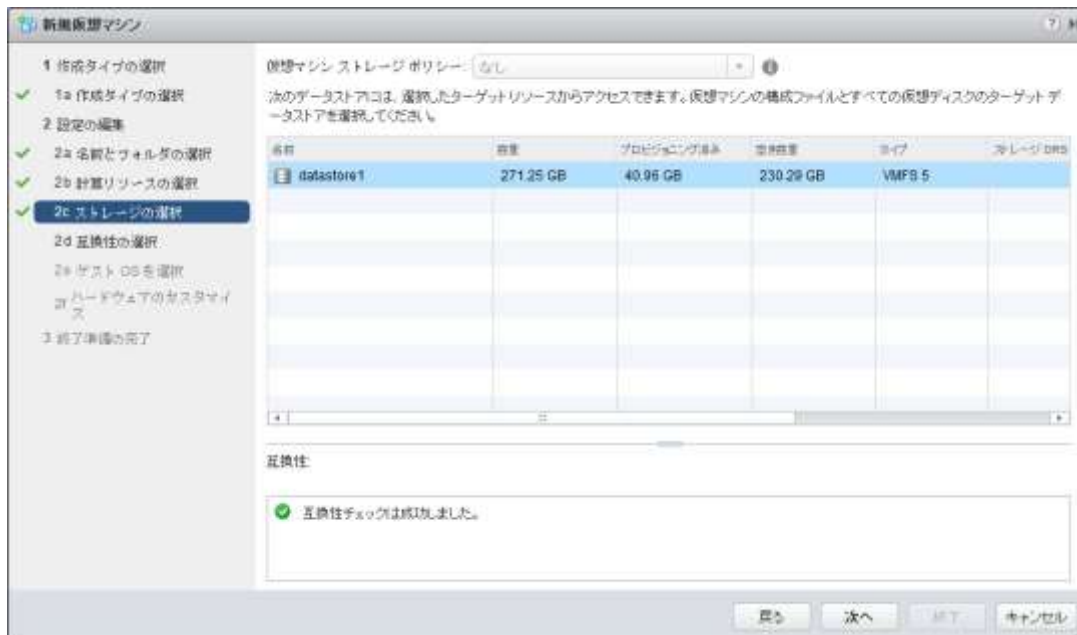 新規仮想マシン
1 作成タイプの選択
1a 作成タイプの選択
2 設定の編集
2a 名前とフォルダの選択
2b 計算リソースの選択
2c ストレージの選択
2d 互換性の選択
2e ゲスト OS を選択
2f ハードウェアのカスタマイズ
3 終了準備の完了
仮想マシン ストレージ ポリシー: なし
次のデータストアには、選択したターゲットリソースからアクセスできます。仮想マシンの構成ファイルとすべての仮想ディスクのターゲット デ
ータストアを選択してください。
名前 容量 プロビジョニング済み 空き容量 タイプ ストレージ DRS
datastore1 271.25 GB 40.96 GB 230.29 GB VMFS 5
互換性:
互換性チェックは成功しました。
戻る 次へ 終了 キャンセル